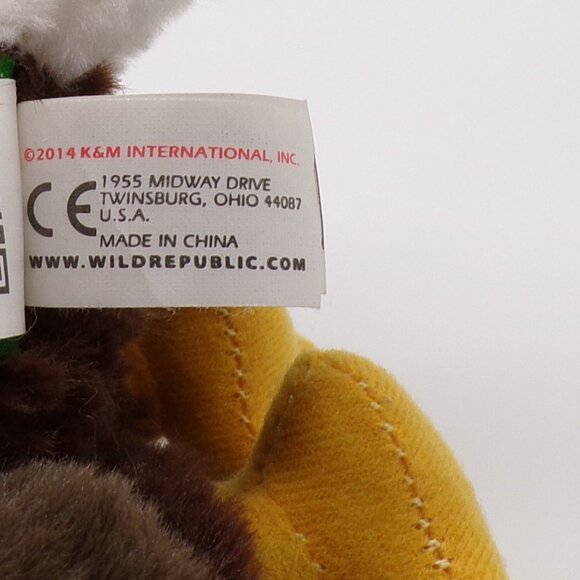 ©2014 K&M INTERNATIONAL, INC.
CE 1955 MIDWAY DRIVE
TWINSBURG, OHIO 44087
U.S.A.
MADE IN CHINA
WWW.WILDREPUBLIC.COM